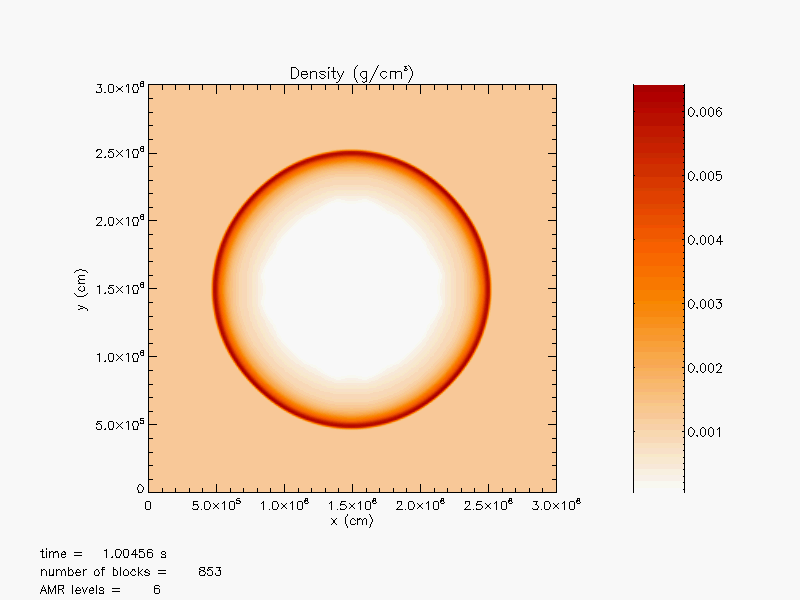 Density (g/cm³)
3.0×10⁶
2.5×10⁶
2.0×10⁶
1.5×10⁶
1.0×10⁶
5.0×10⁵
0
y (cm)
0 5.0×10⁵ 1.0×10⁶ 1.5×10⁶ 2.0×10⁶ 2.5×10⁶ 3.0×10⁶
x (cm)
0.006
0.005
0.004
0.003
0.002
0.001
time = 1.00456 s
number of blocks = 853
AMR levels = 6